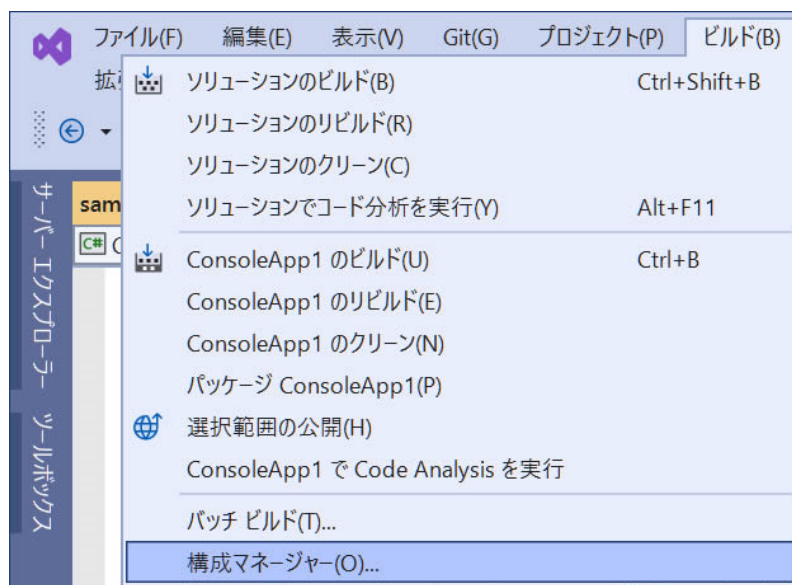 ファイル(F) 編集(E) 表示(V) Git(G) プロジェクト(P) ビルド(B)
拡
ソリューションのビルド(B) Ctrl+Shift+B
ソリューションのリビルド(R)
ソリューションのクリーン(C)
ソリューションでコード分析を実行(Y) Alt+F11
sam
C#
ConsoleApp1 のビルド(U) Ctrl+B
ConsoleApp1 のリビルド(E)
ConsoleApp1 のクリーン(N)
パッケージ ConsoleApp1(P)
選択範囲の公開(H)
ConsoleApp1 で Code Analysis を実行
バッチ ビルド(T)...
構成マネージャー(O)...
サーバー エクスプローラー
ツールボックス